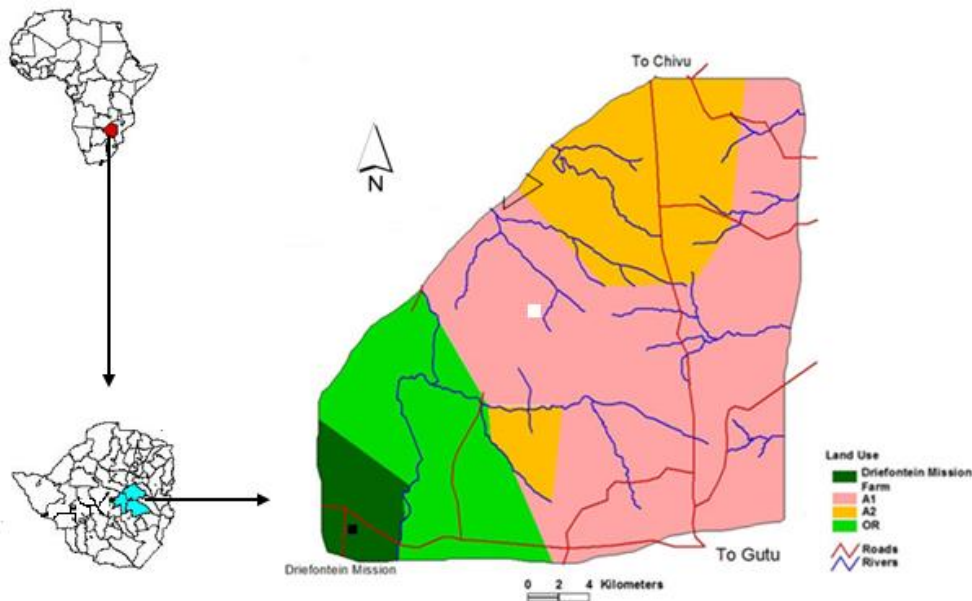 To Chivu
N
Land Use
Driefontein Mission
Farm
A1
A2
OR
Roads
Rivers
To Gutu
Driefontein Mission
0 2 4 Kilometers